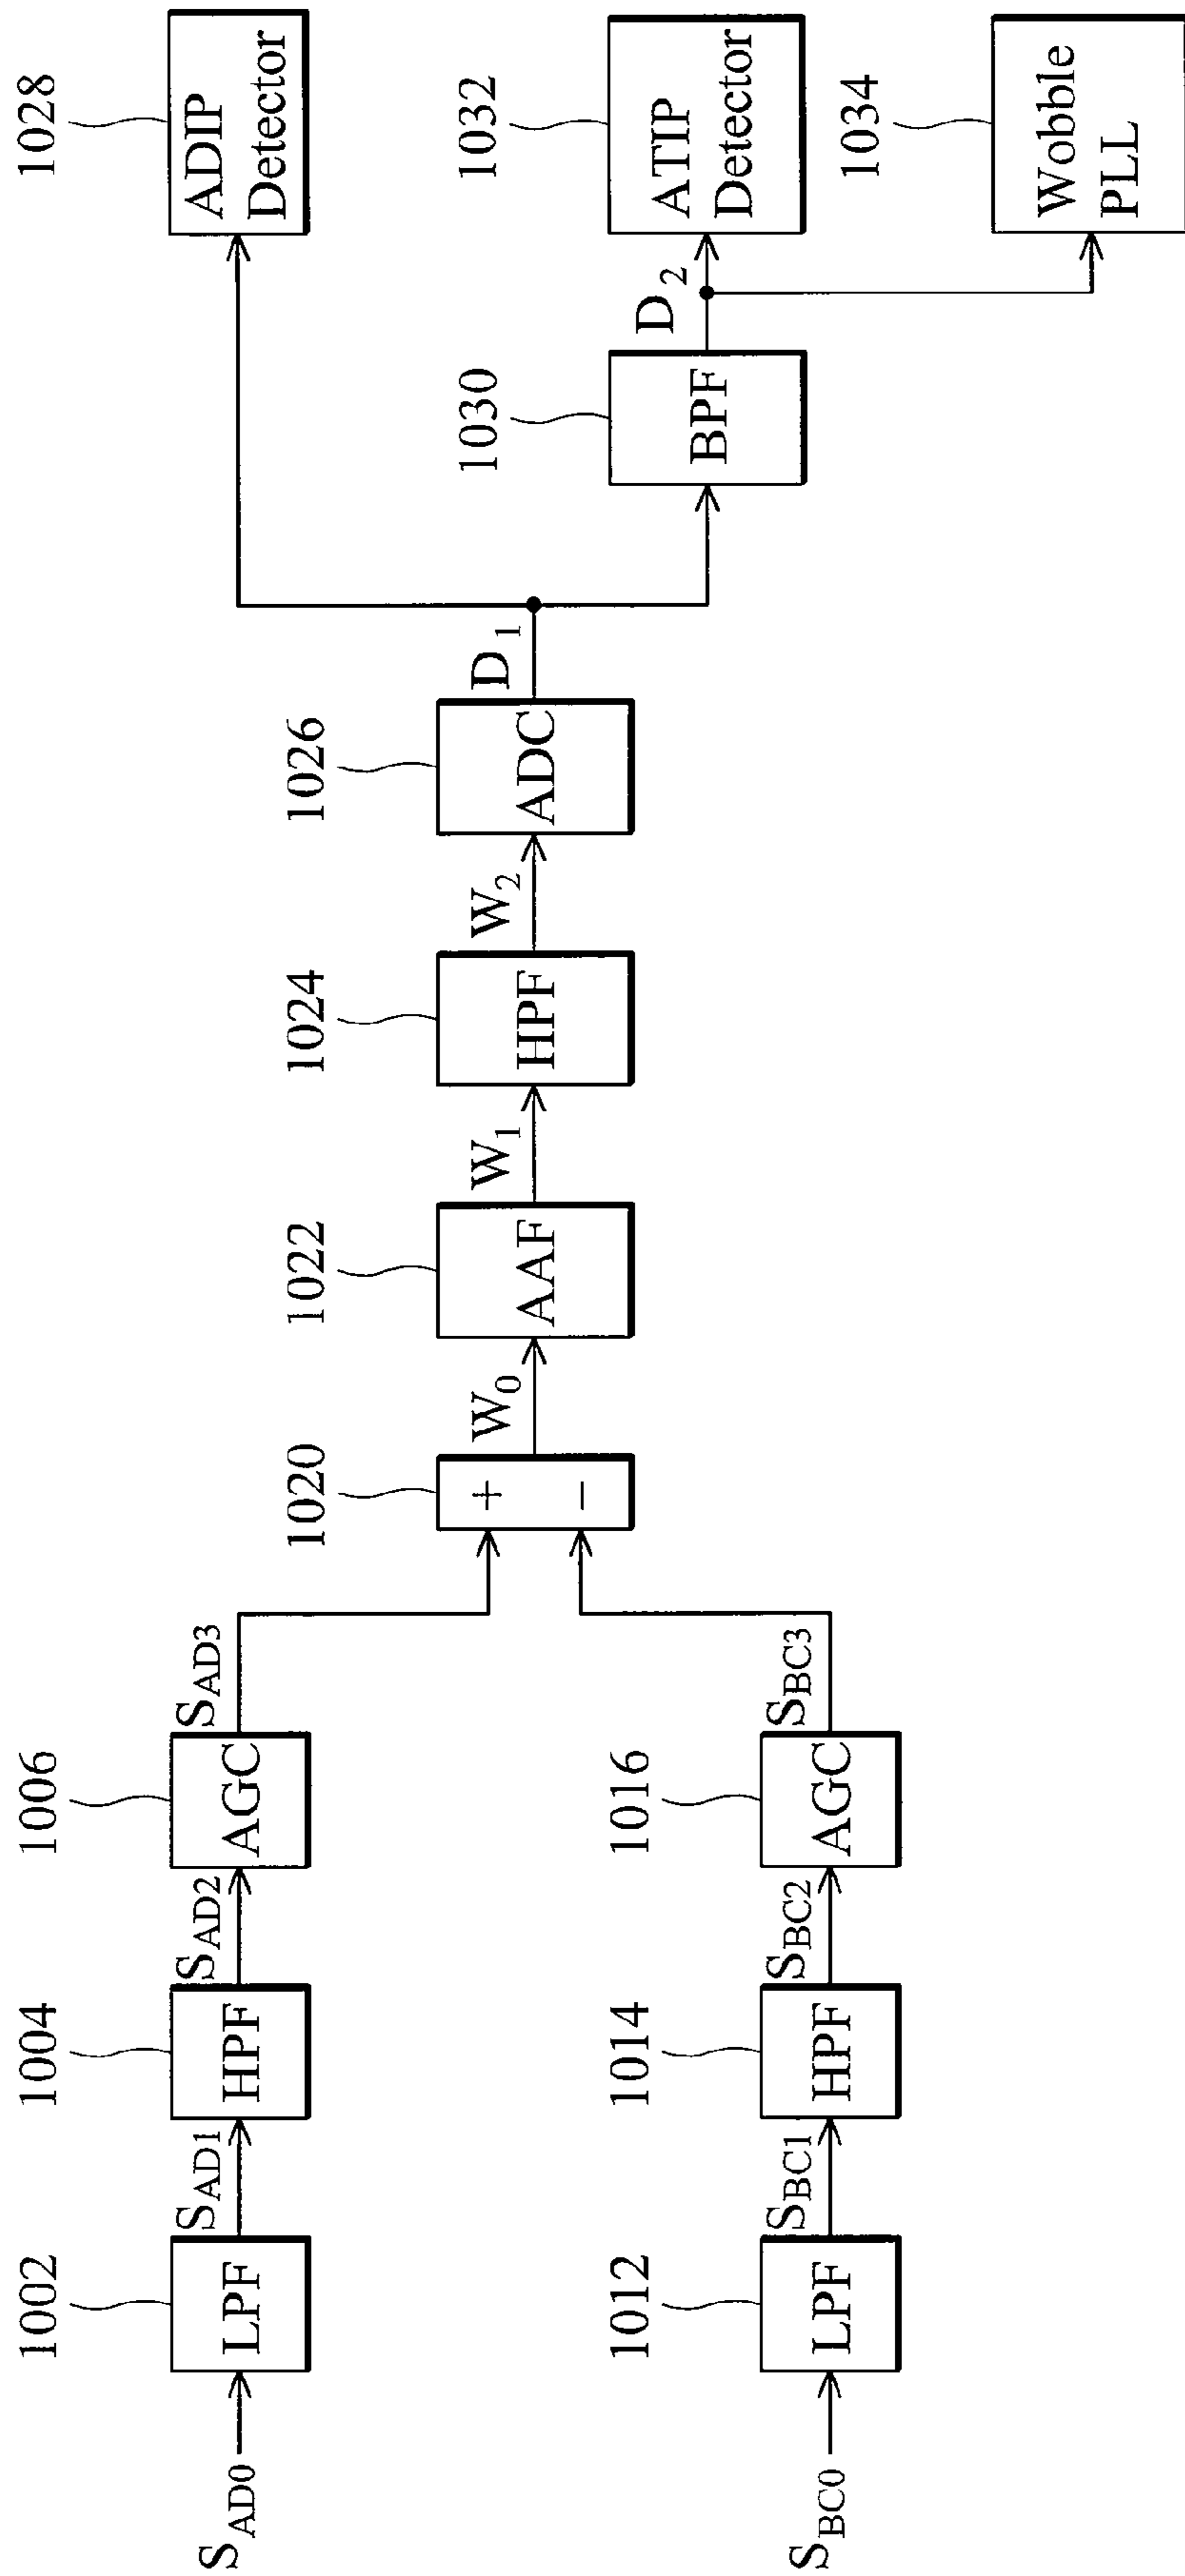 1002
1004
1006
S_AD0
LPF
S_AD1
HPF
S_AD2
AGC
S_AD3
1012
1014
1016
S_BC0
LPF
S_BC1
HPF
S_BC2
AGC
S_BC3
1020
1022
1024
1026
+
−
W_0
AAF
W_1
HPF
W_2
ADC
D_1
1028
ADIP
Detector
1030
BPF
D_2
1032
ATIP
Detector
1034
Wobble
PLL